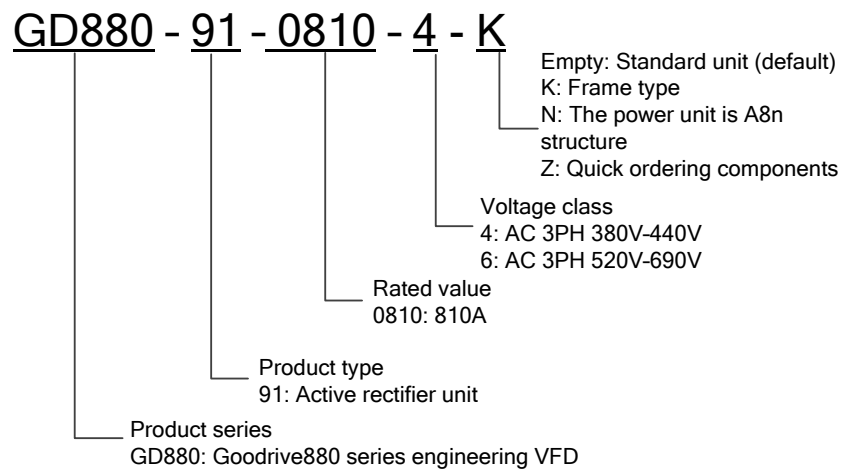 GD880 - 91 - 0810 - 4 - K
Empty: Standard unit (default)
K: Frame type
N: The power unit is A8n
structure
Z: Quick ordering components
Voltage class
4: AC 3PH 380V–440V
6: AC 3PH 520V–690V
Rated value
0810: 810A
Product type
91: Active rectifier unit
Product series
GD880: Goodrive880 series engineering VFD